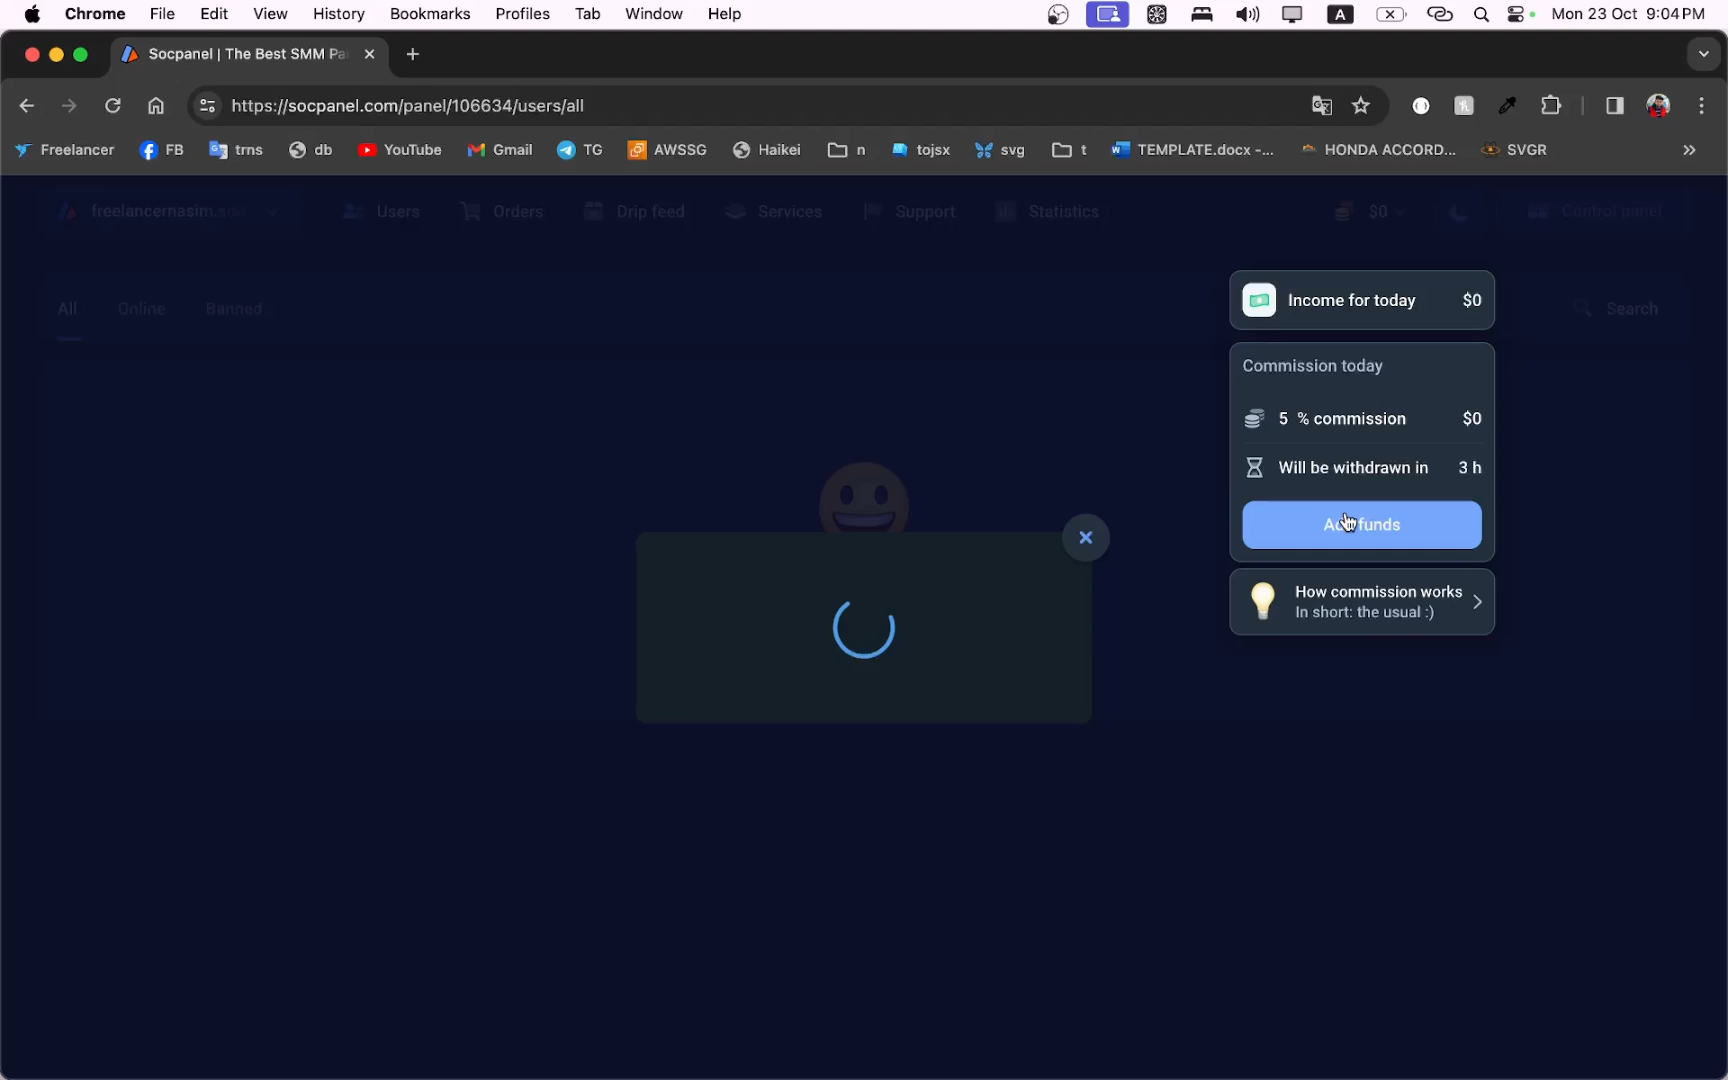 Chrome File Edit View History Bookmarks Profiles Tab Window Help A Mon 23 Oct 9:04 PM
Socpanel | The Best SMM Pa
https://socpanel.com/panel/106634/users/all
Freelancer FB trns db YouTube Gmail TG AWSSG Haikei n tojsx svg t TEMPLATE.docx -... HONDA ACCORD... SVGR
freelancernasim.so Users Orders Drip feed Services Support Statistics $0 Control panel
All Online Banned Search
Income for today $0
Commission today
5 % commission $0
Will be withdrawn in 3 h
funds
How commission works
In short: the usual :)